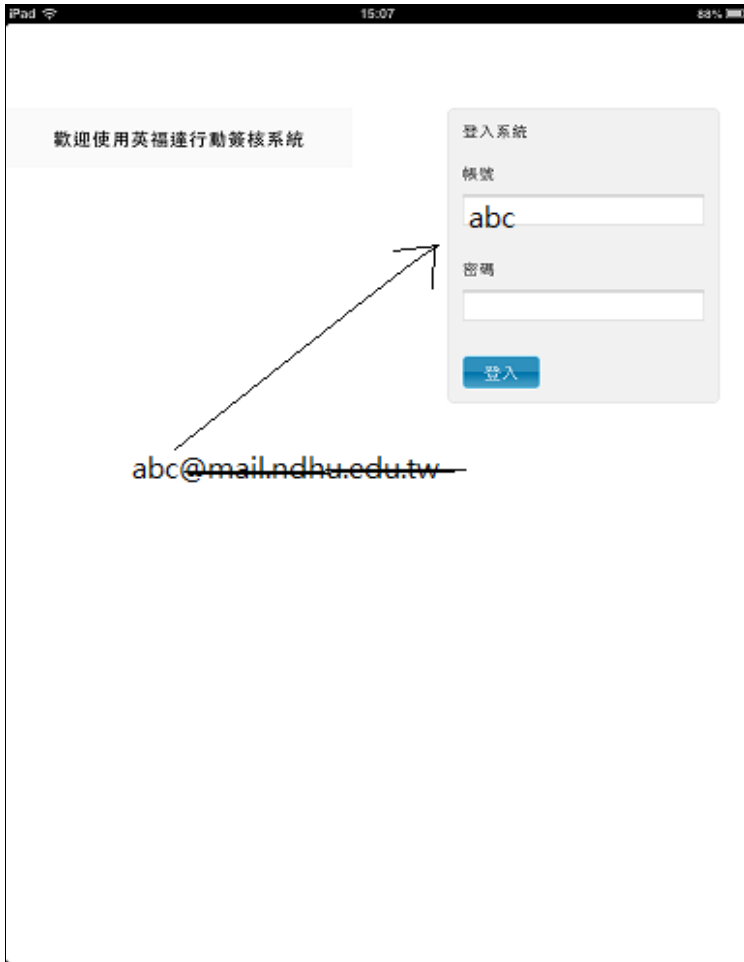 iPad 15:07 88%
歡迎使用英福達行動簽核系統
登入系統
帳號
abc
密碼
登入
abc@mail.ndhu.edu.tw